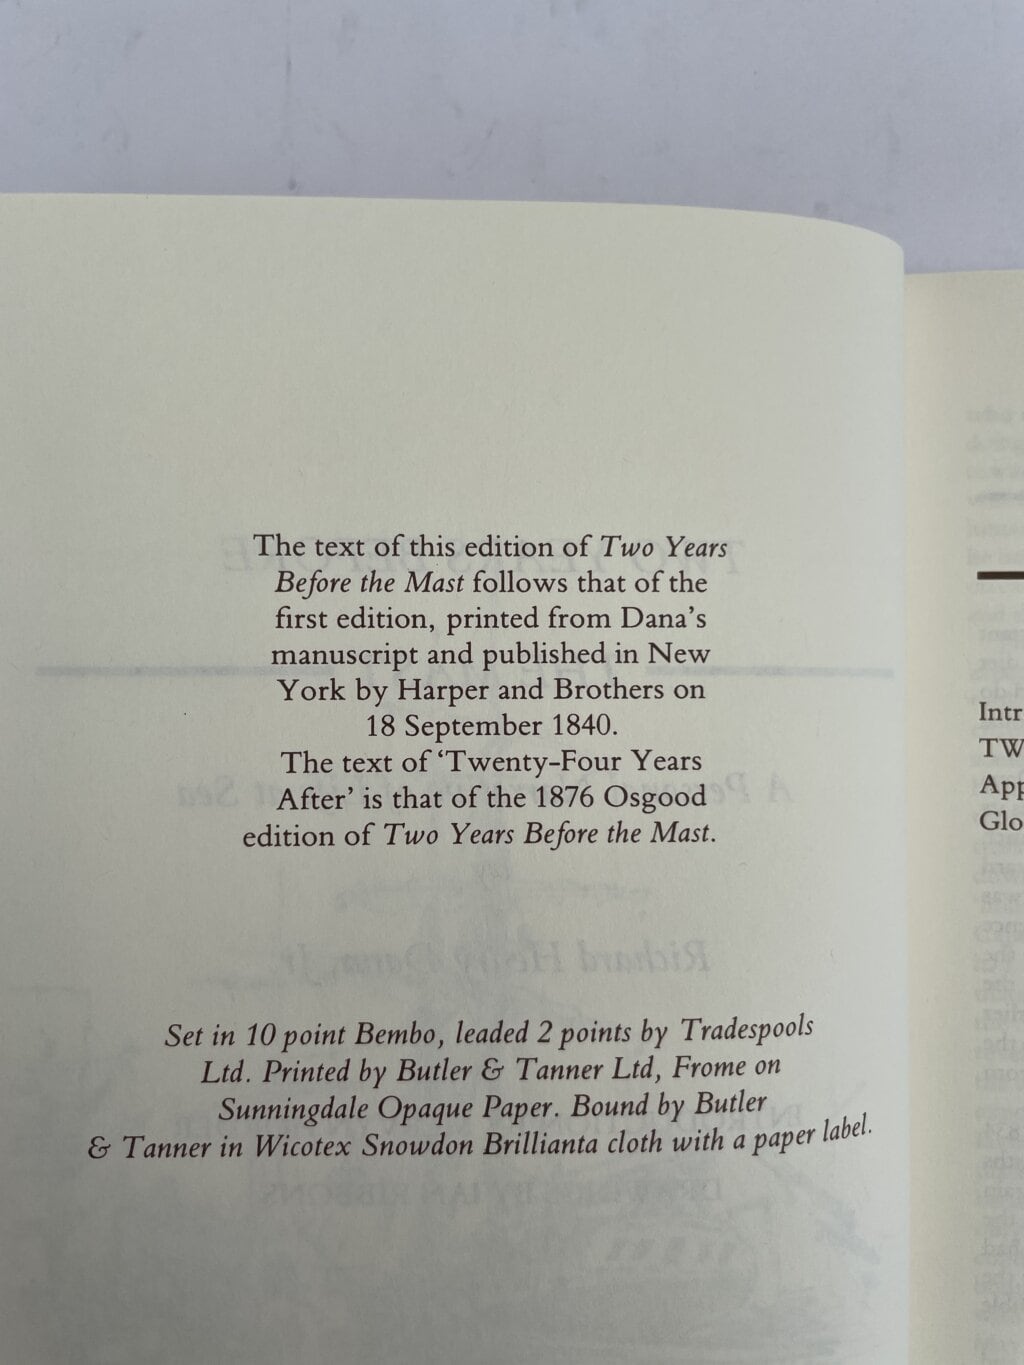 The text of this edition of Two Years
Before the Mast follows that of the
first edition, printed from Dana's
manuscript and published in New
York by Harper and Brothers on
18 September 1840.
The text of ‘Twenty-Four Years
After’ is that of the 1876 Osgood
edition of Two Years Before the Mast.
Set in 10 point Bembo, leaded 2 points by Tradespools
Ltd. Printed by Butler & Tanner Ltd, Frome on
Sunningdale Opaque Paper. Bound by Butler
& Tanner in Wicotex Snowdon Brillianta cloth with a paper label.
Intr
TW
App
Glo